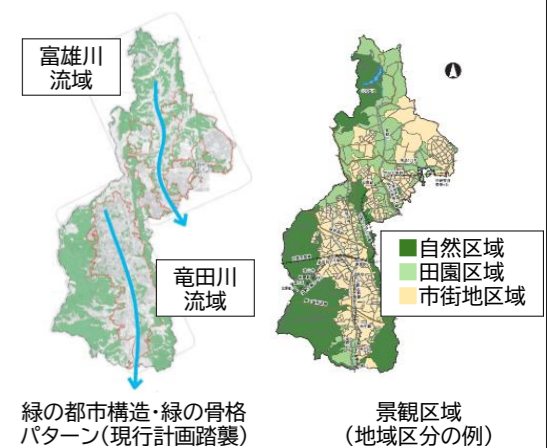 富雄川
流域
竜田川
流域
自然区域
田園区域
市街地区域
緑の都市構造・緑の骨格
パターン（現行計画踏襲）
景観区域
（地域区分の例）